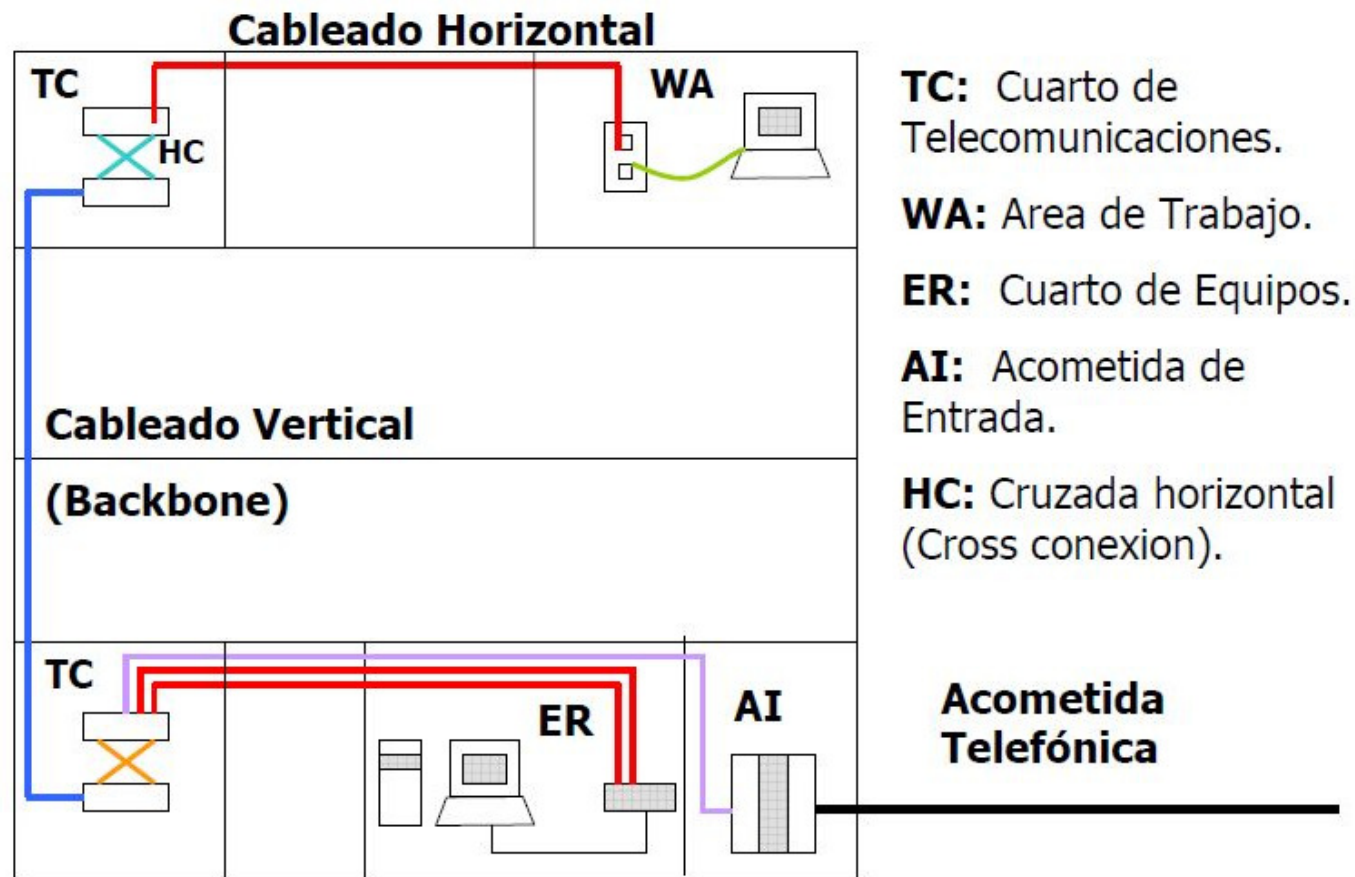 Cableado Horizontal
TC
HC
WA
Cableado Vertical
(Backbone)
TC
ER
AI
TC: Cuarto de
Telecomunicaciones.
WA: Area de Trabajo.
ER: Cuarto de Equipos.
AI: Acometida de
Entrada.
HC: Cruzada horizontal
(Cross conexion).
Acometida
Telefónica